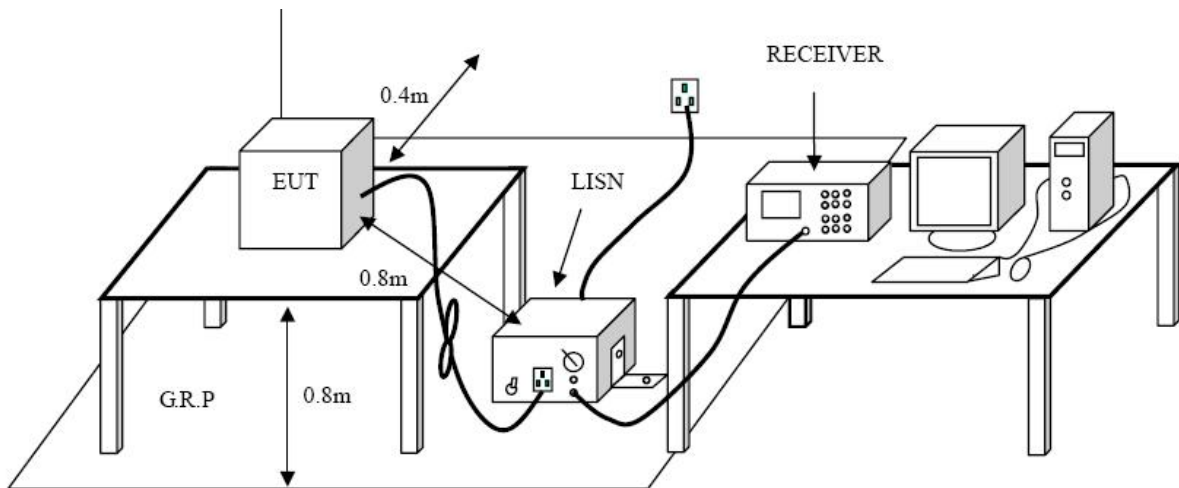 RECEIVER
0.4m
EUT
LISN
0.8m
G.R.P
0.8m